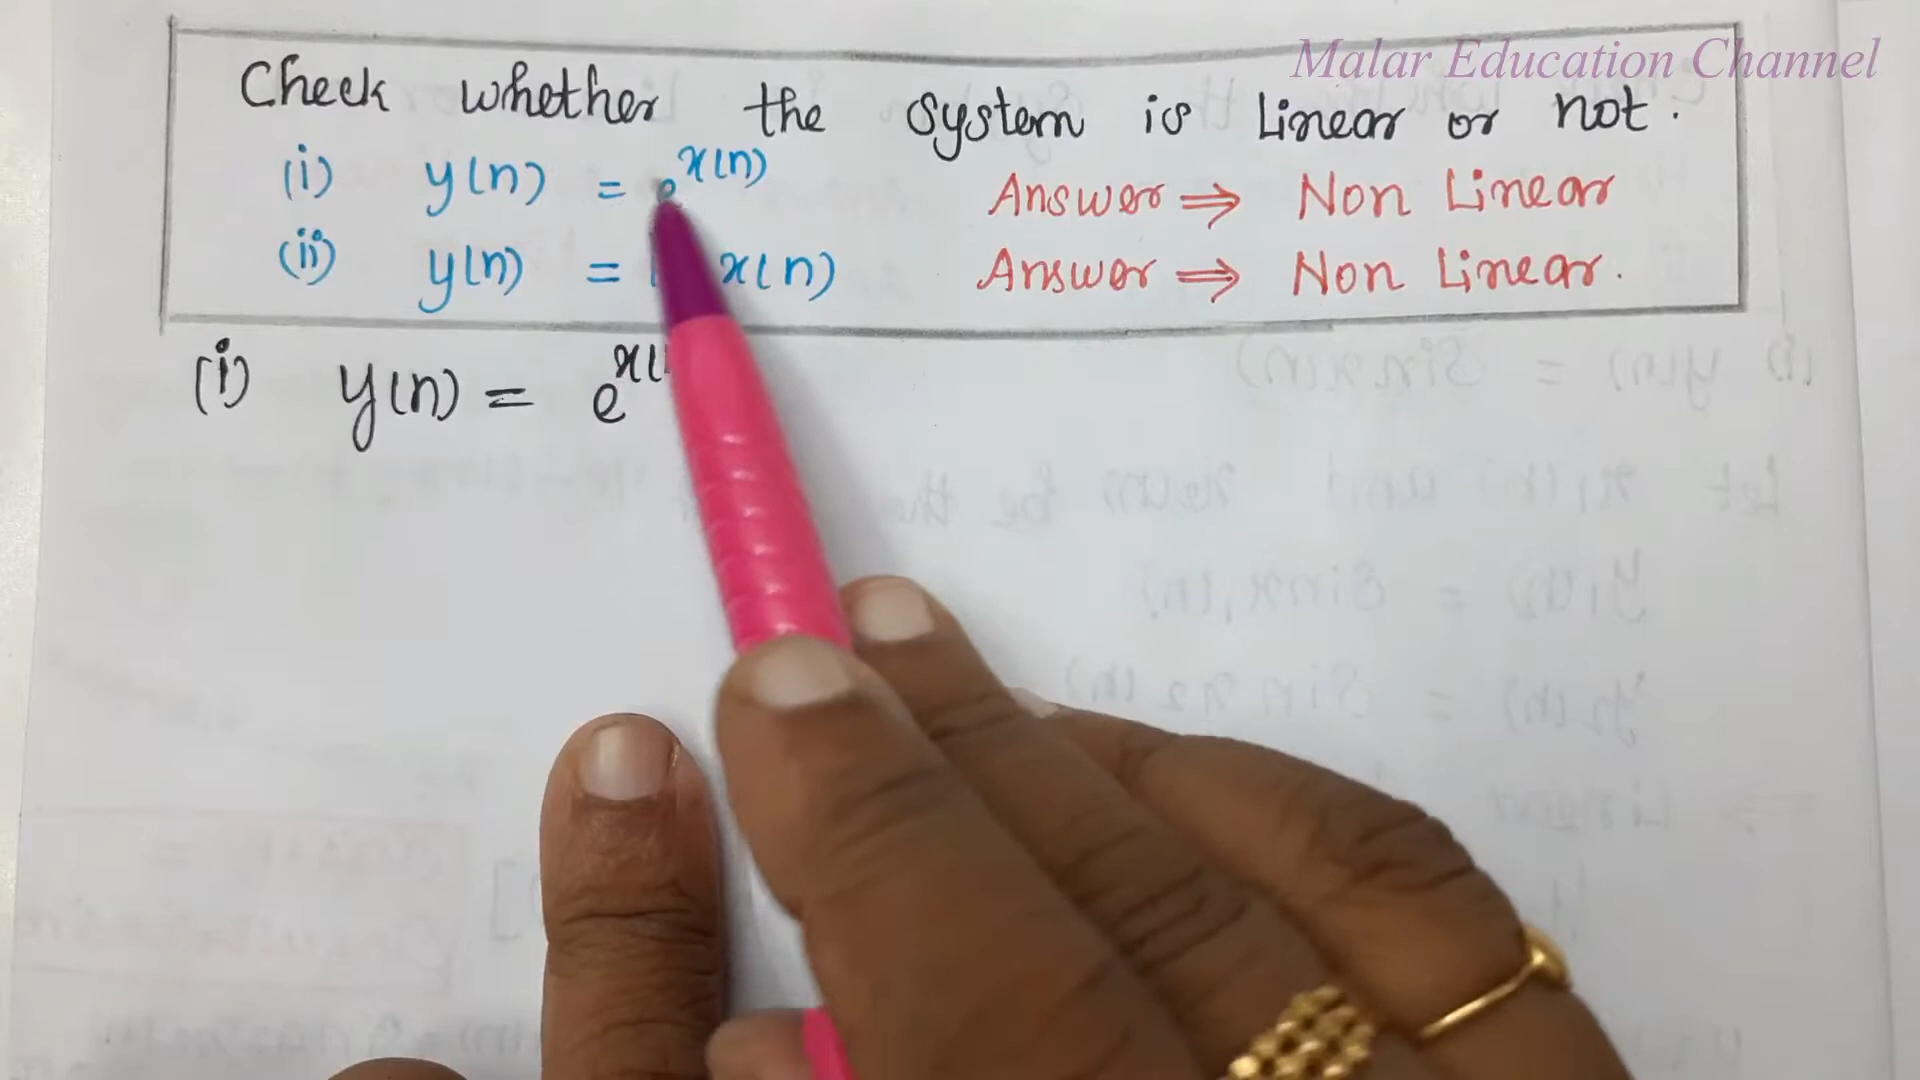 Malar Education Channel
Check whether the system is Linear or not.
(i) y(n) = e^x(n) Answer ⇒ Non Linear
(ii) y(n) = x(n) Answer ⇒ Non Linear.
(i) y(n) = e^x(